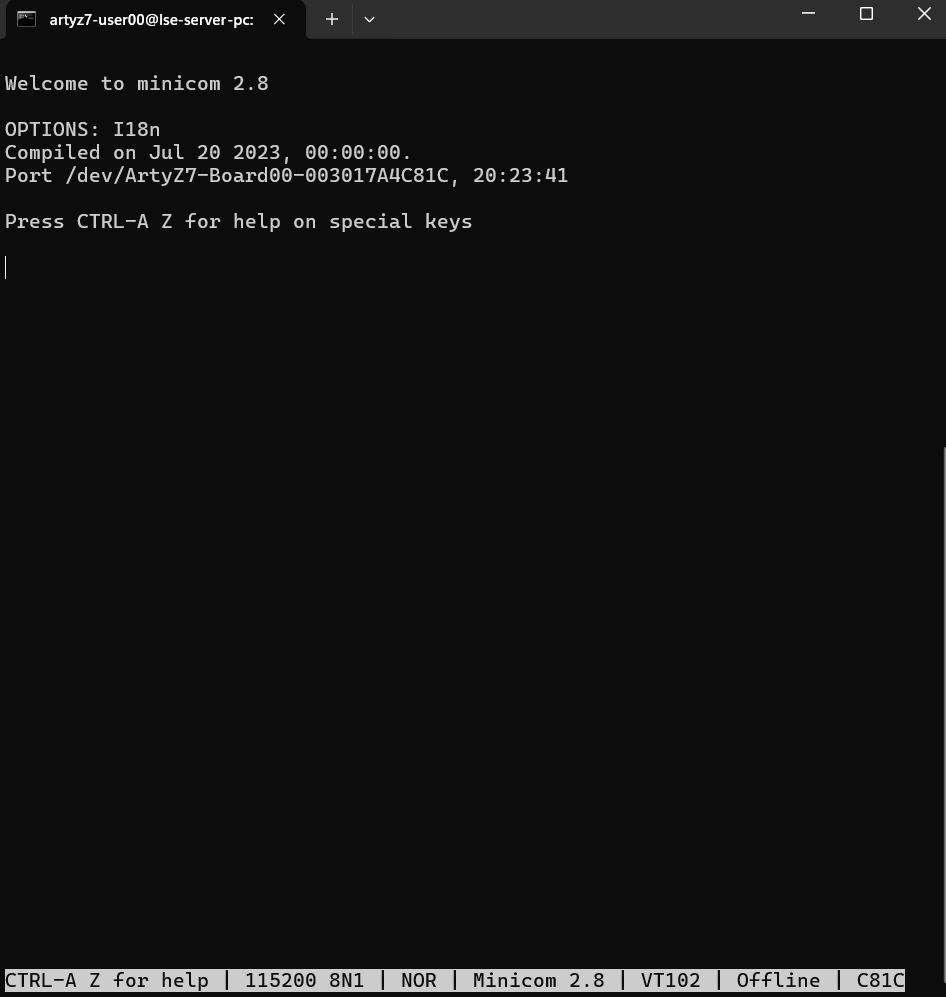 artyz7-user00@lse-server-pc:
Welcome to minicom 2.8
OPTIONS: I18n
Compiled on Jul 20 2023, 00:00:00.
Port /dev/ArtyZ7-Board00-003017A4C81C, 20:23:41
Press CTRL-A Z for help on special keys
CTRL-A Z for help | 115200 8N1 | NOR | Minicom 2.8 | VT102 | Offline | C81C